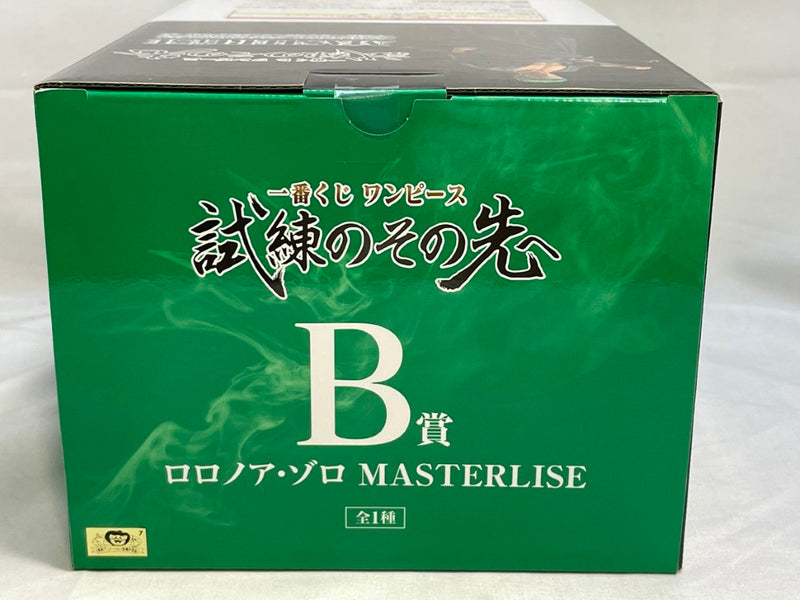 一番くじ ワンピース
試練のその先へ
B賞
ロロノア・ゾロ MASTERLISE
全1種
7